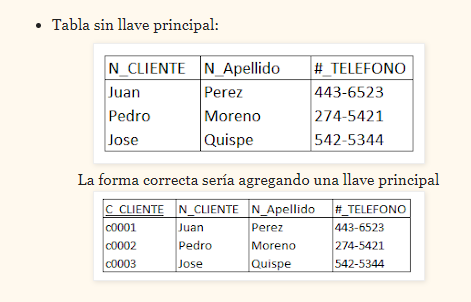 • Tabla sin llave principal:
N_CLIENTE N_Apellido #_TELEFONO
Juan Perez 443-6523
Pedro Moreno 274-5421
Jose Quispe 542-5344
La forma correcta sería agregando una llave principal
C_CLIENTE N_CLIENTE N_Apellido #_TELEFONO
c0001 Juan Perez 443-6523
c0002 Pedro Moreno 274-5421
c0003 Jose Quispe 542-5344